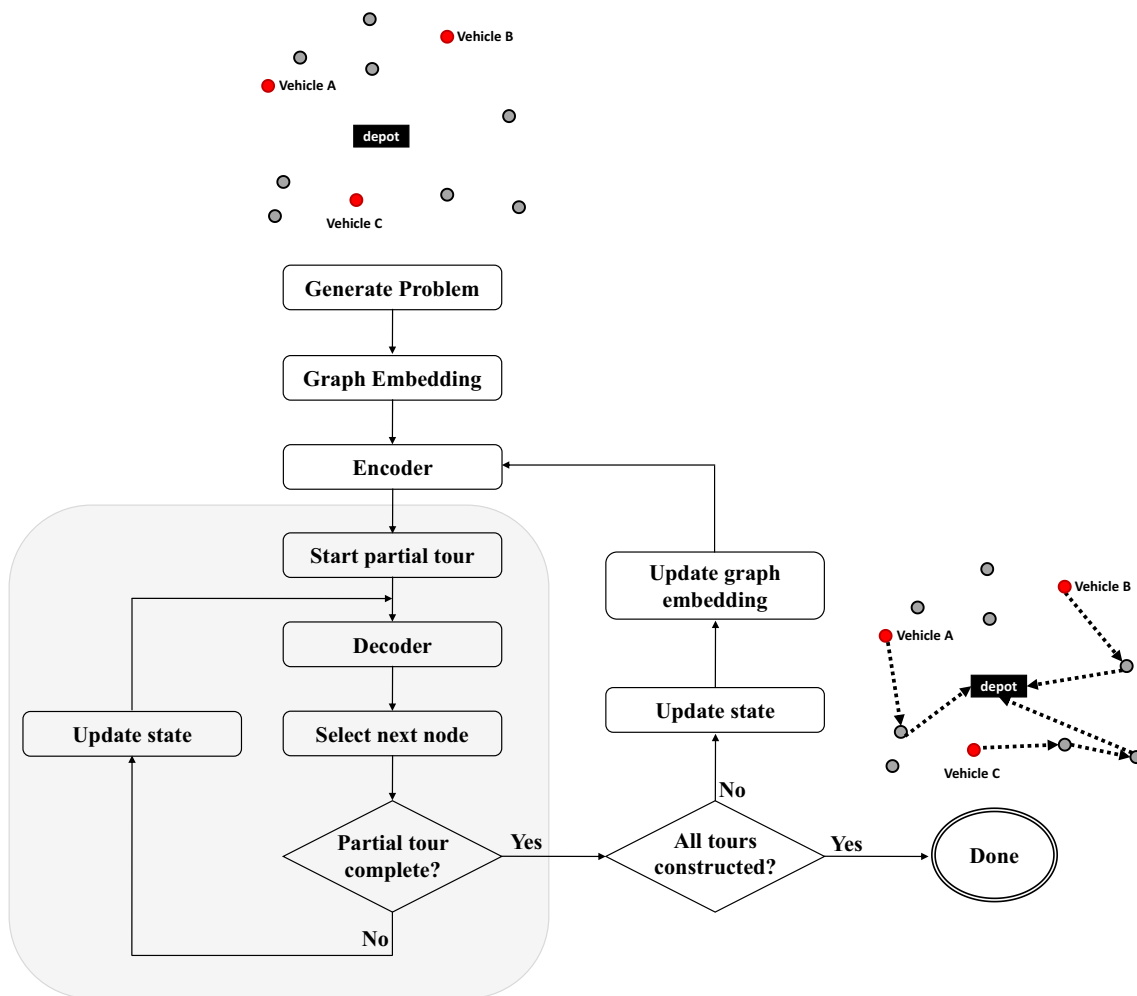 Vehicle B
Vehicle A
depot
Vehicle C
Generate Problem
Graph Embedding
Encoder
Start partial tour
Decoder
Update state
Select next node
Partial tour
complete?
Yes
No
Update graph
embedding
Update state
No
All tours
constructed?
Yes
Done
Vehicle B
Vehicle A
depot
Vehicle C